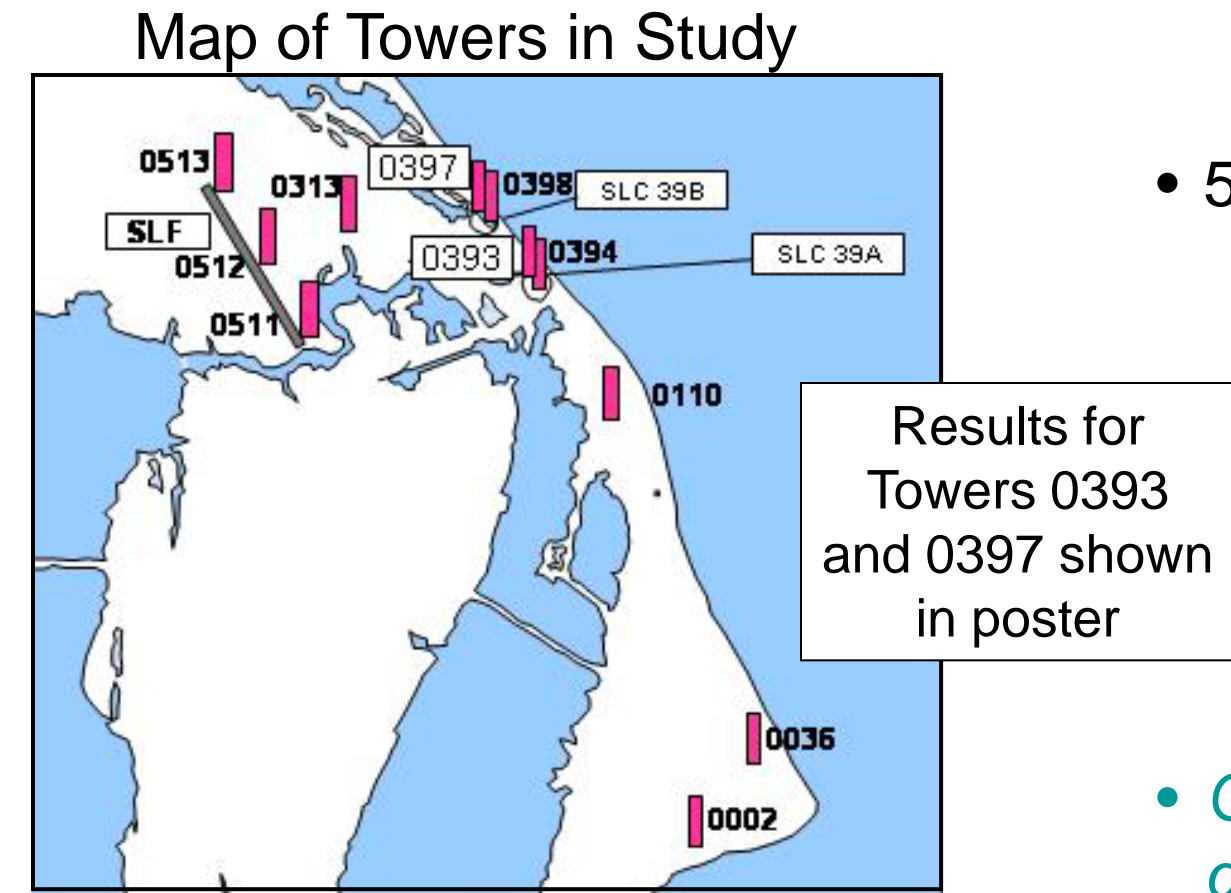 Map of Towers in Study
0513
0313
0397
0398
SLC 39B
SLF
0512
0393
0394
SLC 39A
0511
0110
Results for
Towers 0393
and 0397 shown
in poster
0036
0002
• 5
•